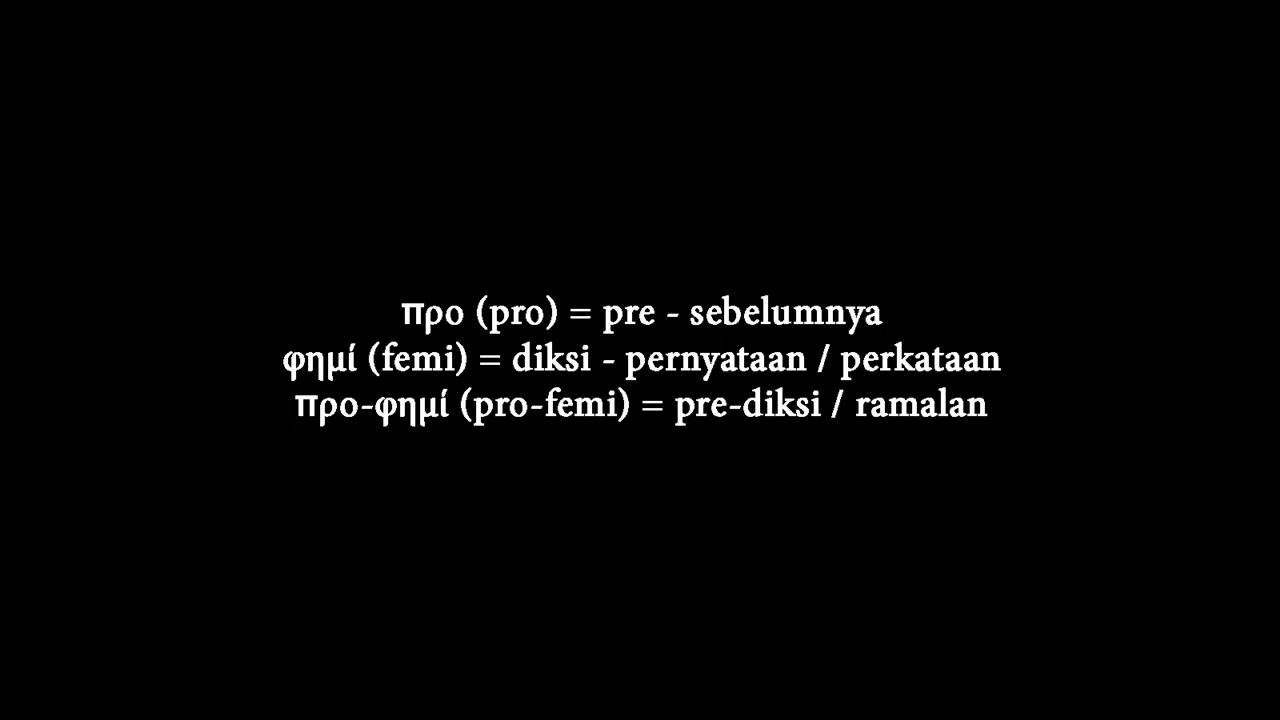 προ (pro) = pre - sebelumnya
φημί (femi) = diksi - pernyataan / perkataan
προ-φημί (pro-femi) = pre-diksi / ramalan